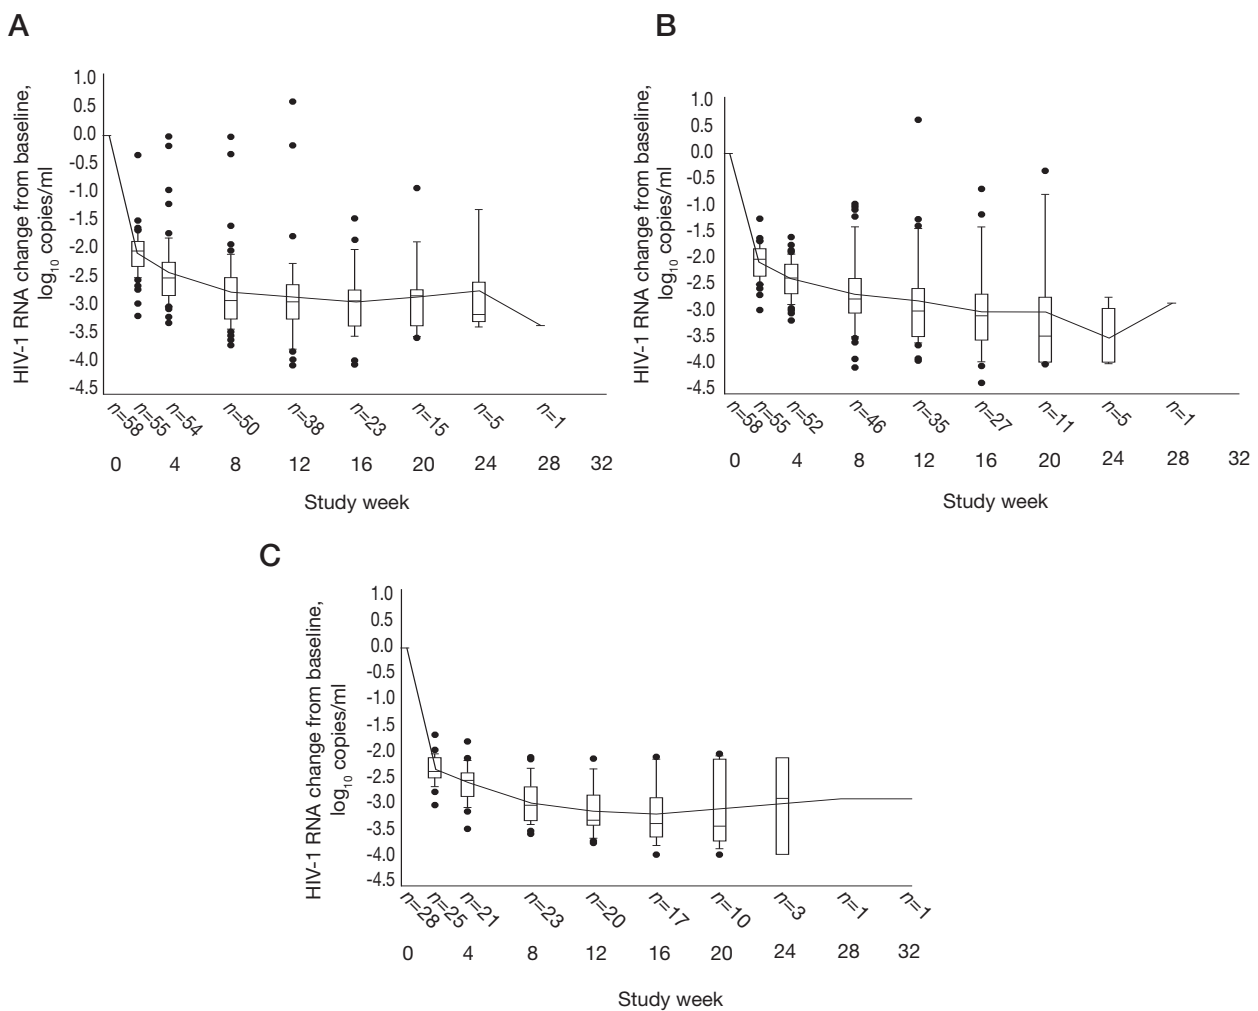 A
HIV-1 RNA change from baseline,
log10 copies/ml
1.0
0.5
0.0
-0.5
-1.0
-1.5
-2.0
-2.5
-3.0
-3.5
-4.0
-4.5
n=58 n=55 n=54 n=50 n=38 n=23 n=15 n=5 n=1
0 4 8 12 16 20 24 28 32
Study week
B
HIV-1 RNA change from baseline,
log10 copies/ml
1.0
0.5
0.0
-0.5
-1.0
-1.5
-2.0
-2.5
-3.0
-3.5
-4.0
-4.5
n=58 n=55 n=52 n=46 n=35 n=27 n=11 n=5 n=1
0 4 8 12 16 20 24 28 32
Study week
C
HIV-1 RNA change from baseline,
log10 copies/ml
1.0
0.5
0.0
-0.5
-1.0
-1.5
-2.0
-2.5
-3.0
-3.5
-4.0
-4.5
n=28 n=25 n=21 n=23 n=20 n=17 n=10 n=3 n=1 n=1
0 4 8 12 16 20 24 28 32
Study week